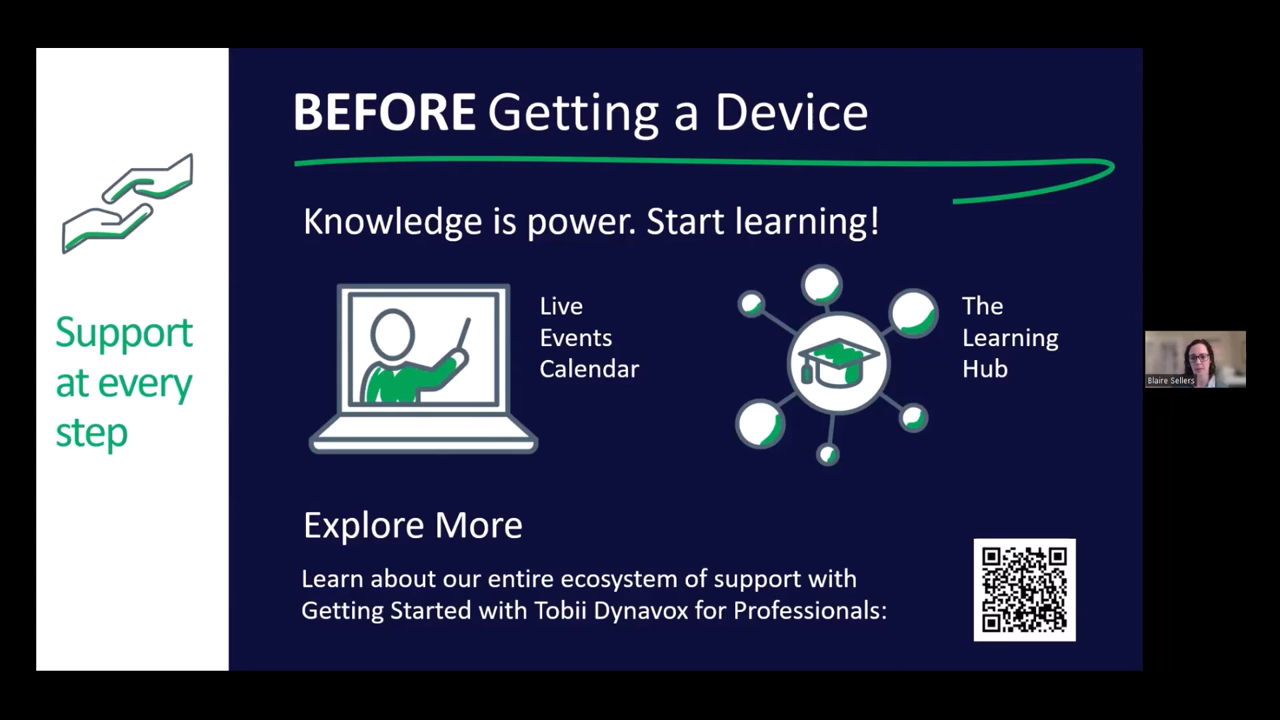 BEFORE Getting a Device
Knowledge is power. Start learning!
Support
at every
step
Live
Events
Calendar
The
Learning
Hub
Explore More
Learn about our entire ecosystem of support with
Getting Started with Tobii Dynavox for Professionals:
Blaire Sellers